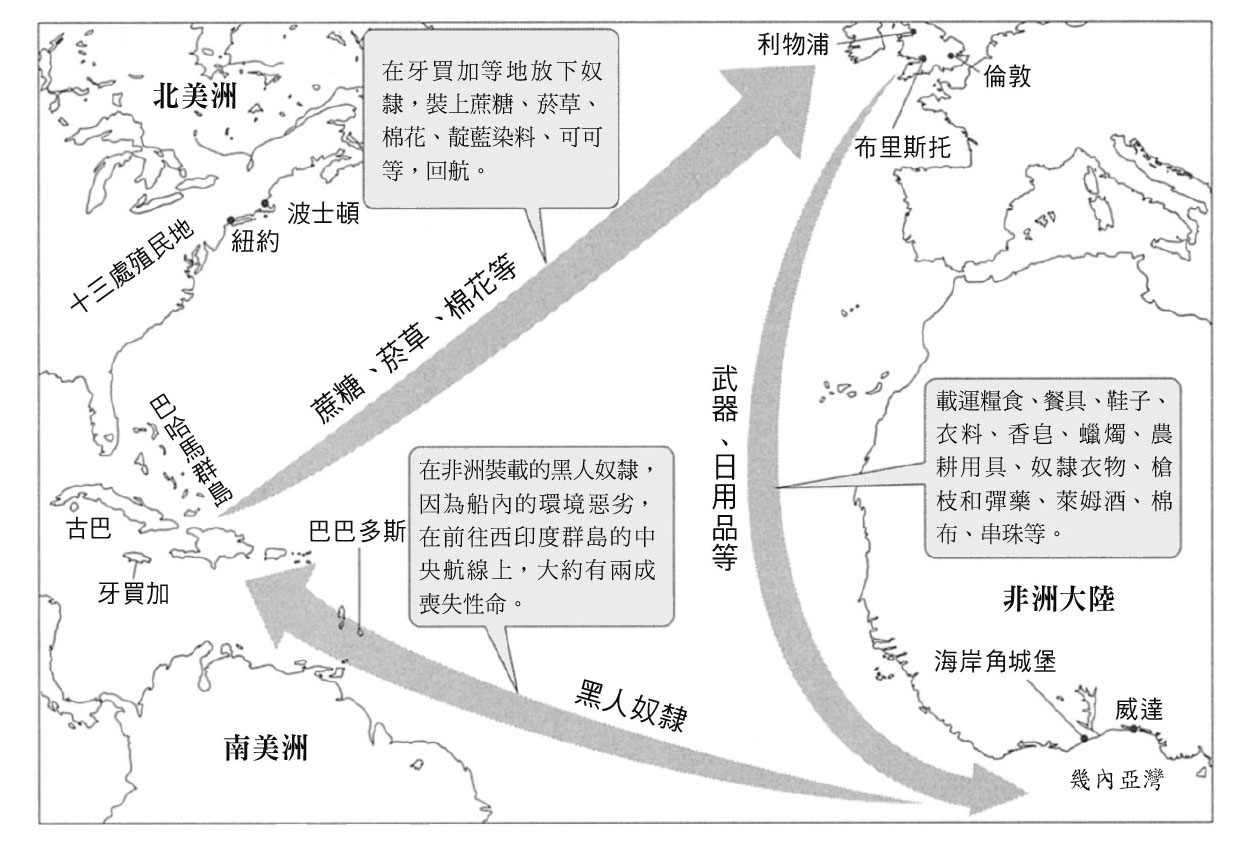 利物浦
倫敦
布里斯托
北美洲
在牙買加等地放下奴
隸，裝上蔗糖、菸草、
棉花、靛藍染料、可可
等，回航。
波士頓
紐約
十三處殖民地
蔗糖、菸草、棉花等
武器、日用品等
載運糧食、餐具、鞋子、
衣料、香皂、蠟燭、農
耕用具、奴隸衣物、槍
枝和彈藥、萊姆酒、棉
布、串珠等。
巴哈馬群島
在非洲裝載的黑人奴隸，
因為船內的環境惡劣，
在前往西印度群島的中
央航線上，大約有兩成
喪失性命。
古巴
巴巴多斯
牙買加
非洲大陸
海岸角城堡
黑人奴隸
威達
南美洲
幾內亞灣